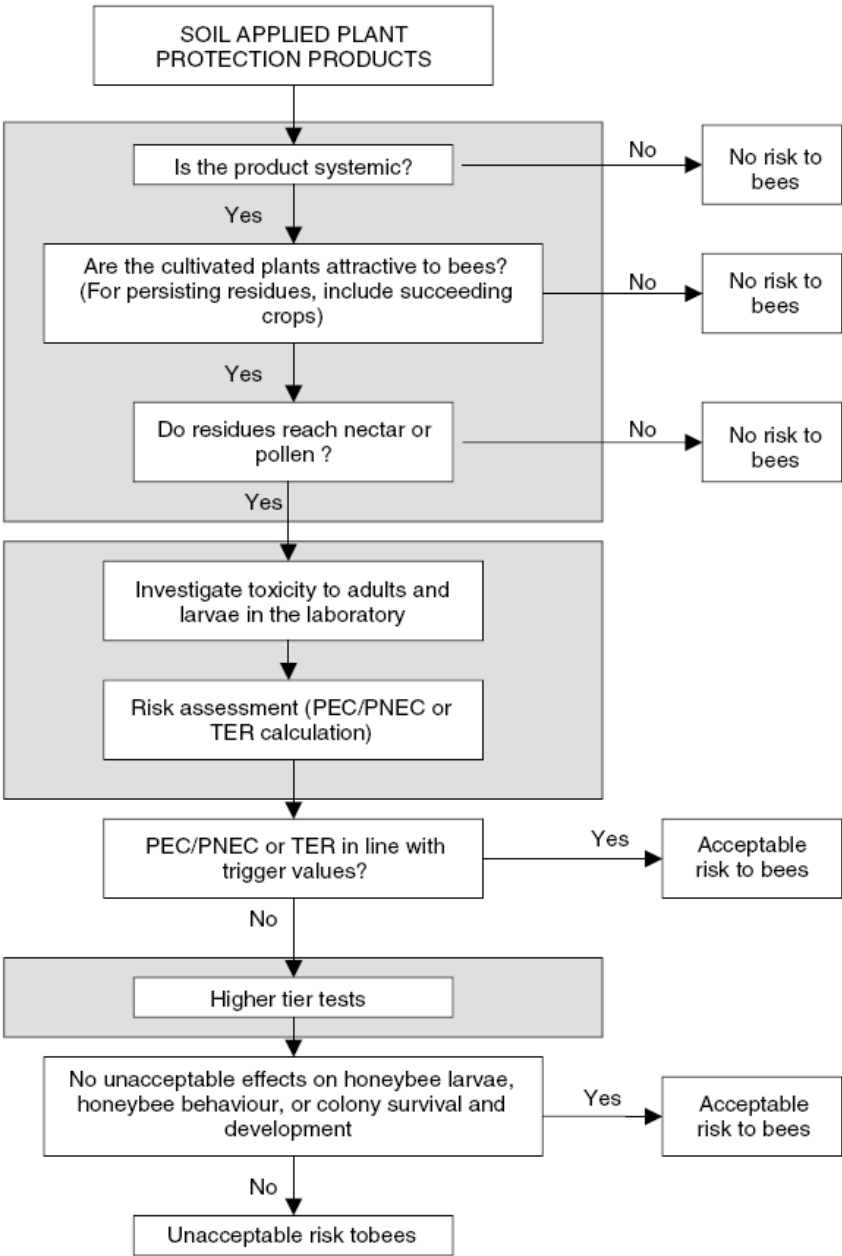 SOIL APPLIED PLANT
PROTECTION PRODUCTS
Is the product systemic?
No
No risk to
bees
Yes
Are the cultivated plants attractive to bees?
(For persisting residues, include succeeding
crops)
No
No risk to
bees
Yes
Do residues reach nectar or
pollen ?
No
No risk to
bees
Yes
Investigate toxicity to adults and
larvae in the laboratory
Risk assessment (PEC/PNEC or
TER calculation)
PEC/PNEC or TER in line with
trigger values?
Yes
Acceptable
risk to bees
No
Higher tier tests
No unacceptable effects on honeybee larvae,
honeybee behaviour, or colony survival and
development
Yes
Acceptable
risk to bees
No
Unacceptable risk tobees